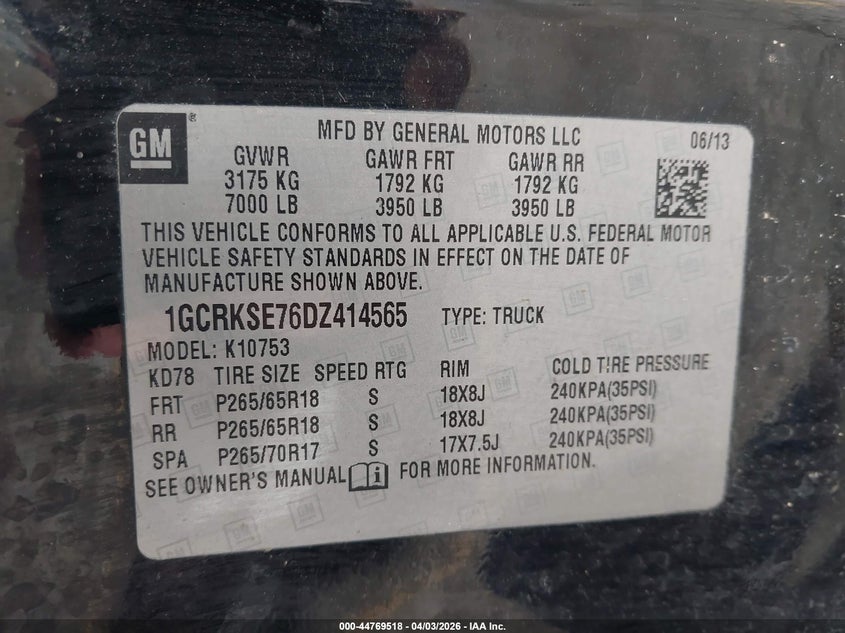 GM ®
MFD BY GENERAL MOTORS LLC 06/13
GVWR GAWR FRT GAWR RR
3175 KG 1792 KG 1792 KG
7000 LB 3950 LB 3950 LB
THIS VEHICLE CONFORMS TO ALL APPLICABLE U.S. FEDERAL MOTOR
VEHICLE SAFETY STANDARDS IN EFFECT ON THE DATE OF
MANUFACTURE SHOWN ABOVE.
1GCRKSE76DZ414565 TYPE: TRUCK
MODEL: K10753
KD78 TIRE SIZE SPEED RTG RIM COLD TIRE PRESSURE
FRT P265/65R18 S 18X8J 240KPA(35PSI)
RR P265/65R18 S 18X8J 240KPA(35PSI)
SPA P265/70R17 S 17X7.5J 240KPA(35PSI)
SEE OWNER'S MANUAL i FOR MORE INFORMATION.
000-44769518 - 04/03/2026 - IAA Inc.